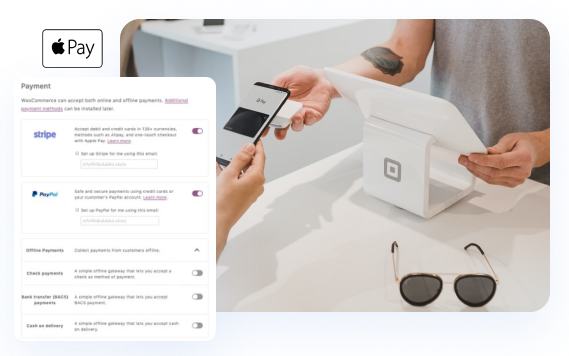 Pay
Payment
WooCommerce can accept both online and offline payments. Additional
payment methods can be installed later.
stripe
Accept debit and credit cards in 135+ currencies,
methods such as Alipay, and one-touch checkout
with Apple Pay. Learn more.
Set up Stripe for me using this email:
PayPal
Safe and secure payments using credit cards or
your customer's PayPal account. Learn more.
Set up PayPal for me using this email:
Offline Payments
Collect payments from customers offline.
Check payments
A simple offline gateway that lets you accept a
check as method of payment.
Bank transfer (BACS)
payments
A simple offline gateway that lets you accept
BACS payment.
Cash on delivery
A simple offline gateway that lets you accept cash
on delivery.